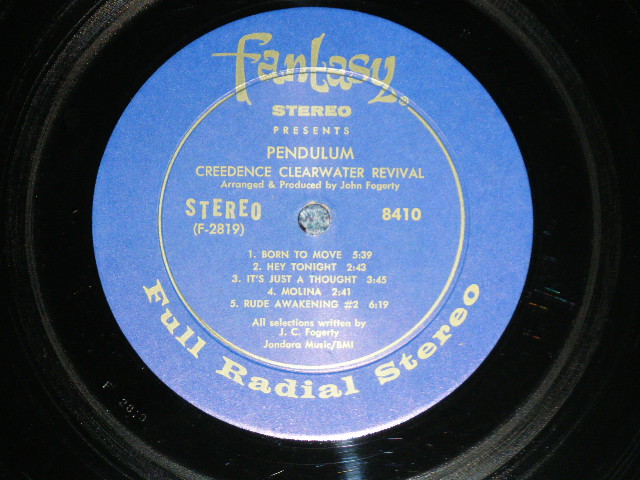 fantasy®
STEREO
PRESENTS
PENDULUM
CREEDENCE CLEARWATER REVIVAL
Arranged & Produced by John Fogerty
STEREO
(F-2819)
8410
1. BORN TO MOVE 5:39
2. HEY TONIGHT 2:43
3. IT'S JUST A THOUGHT 3:45
4. MOLINA 2:41
5. RUDE AWAKENING #2 6:19
All selections written by
J. C. Fogerty
Jondora Music/BMI
Full Radial Stereo